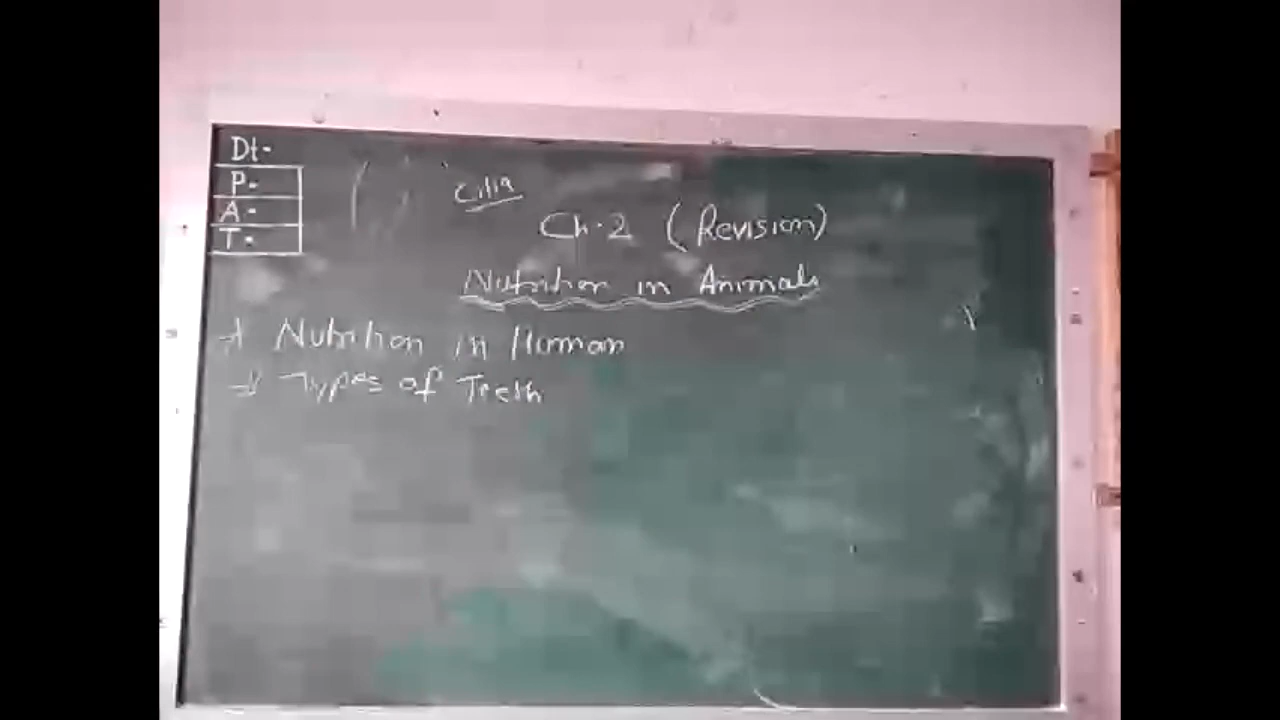 Dt-
P-
A-
T-
Cilia
Ch-2 (Revision)
Nutrition in Animals
→ Nutrition in Human
→ Types of Teeth